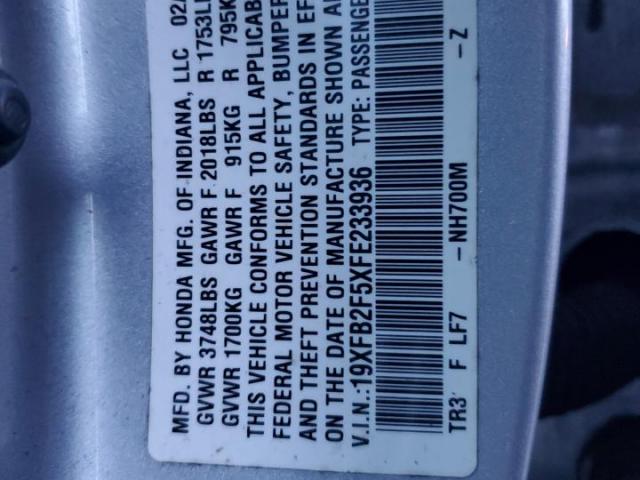 MFD. BY HONDA MFG. OF INDIANA, LLC 02/
GVWR 3748LBS GAWR F 2018LBS R 1753L
GVWR 1700KG GAWR F 915KG R 795K
THIS VEHICLE CONFORMS TO ALL APPLICAB
FEDERAL MOTOR VEHICLE SAFETY, BUMPER
AND THEFT PREVENTION STANDARDS IN EF
ON THE DATE OF MANUFACTURE SHOWN A
V.I.N.:19XFB2F5XFE233936 TYPE: PASSENGE
TR3 F LF7 -NH700M -Z